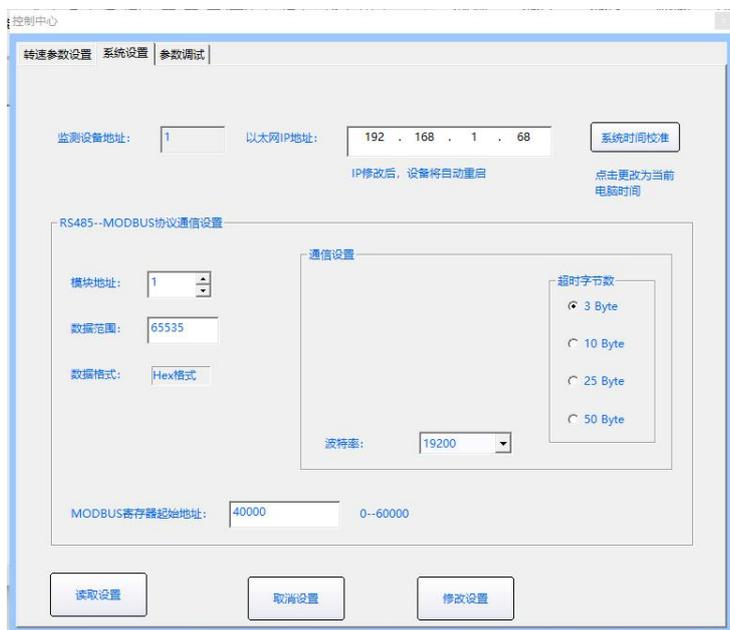 控制中心
转速参数设置 系统设置 参数调试
监测设备地址: 1 以太网IP地址: 192 . 168 . 1 . 68 系统时间校准
IP修改后，设备将自动重启
点击更改为当前
电脑时间
RS485--MODBUS协议通信设置
通信设置
模块地址: 1
超时字节数
3 Byte
数据范围: 65535
10 Byte
数据格式: Hex格式
25 Byte
50 Byte
波特率: 19200
MODBUS寄存器起始地址: 40000 0--60000
读取设置 取消设置 修改设置